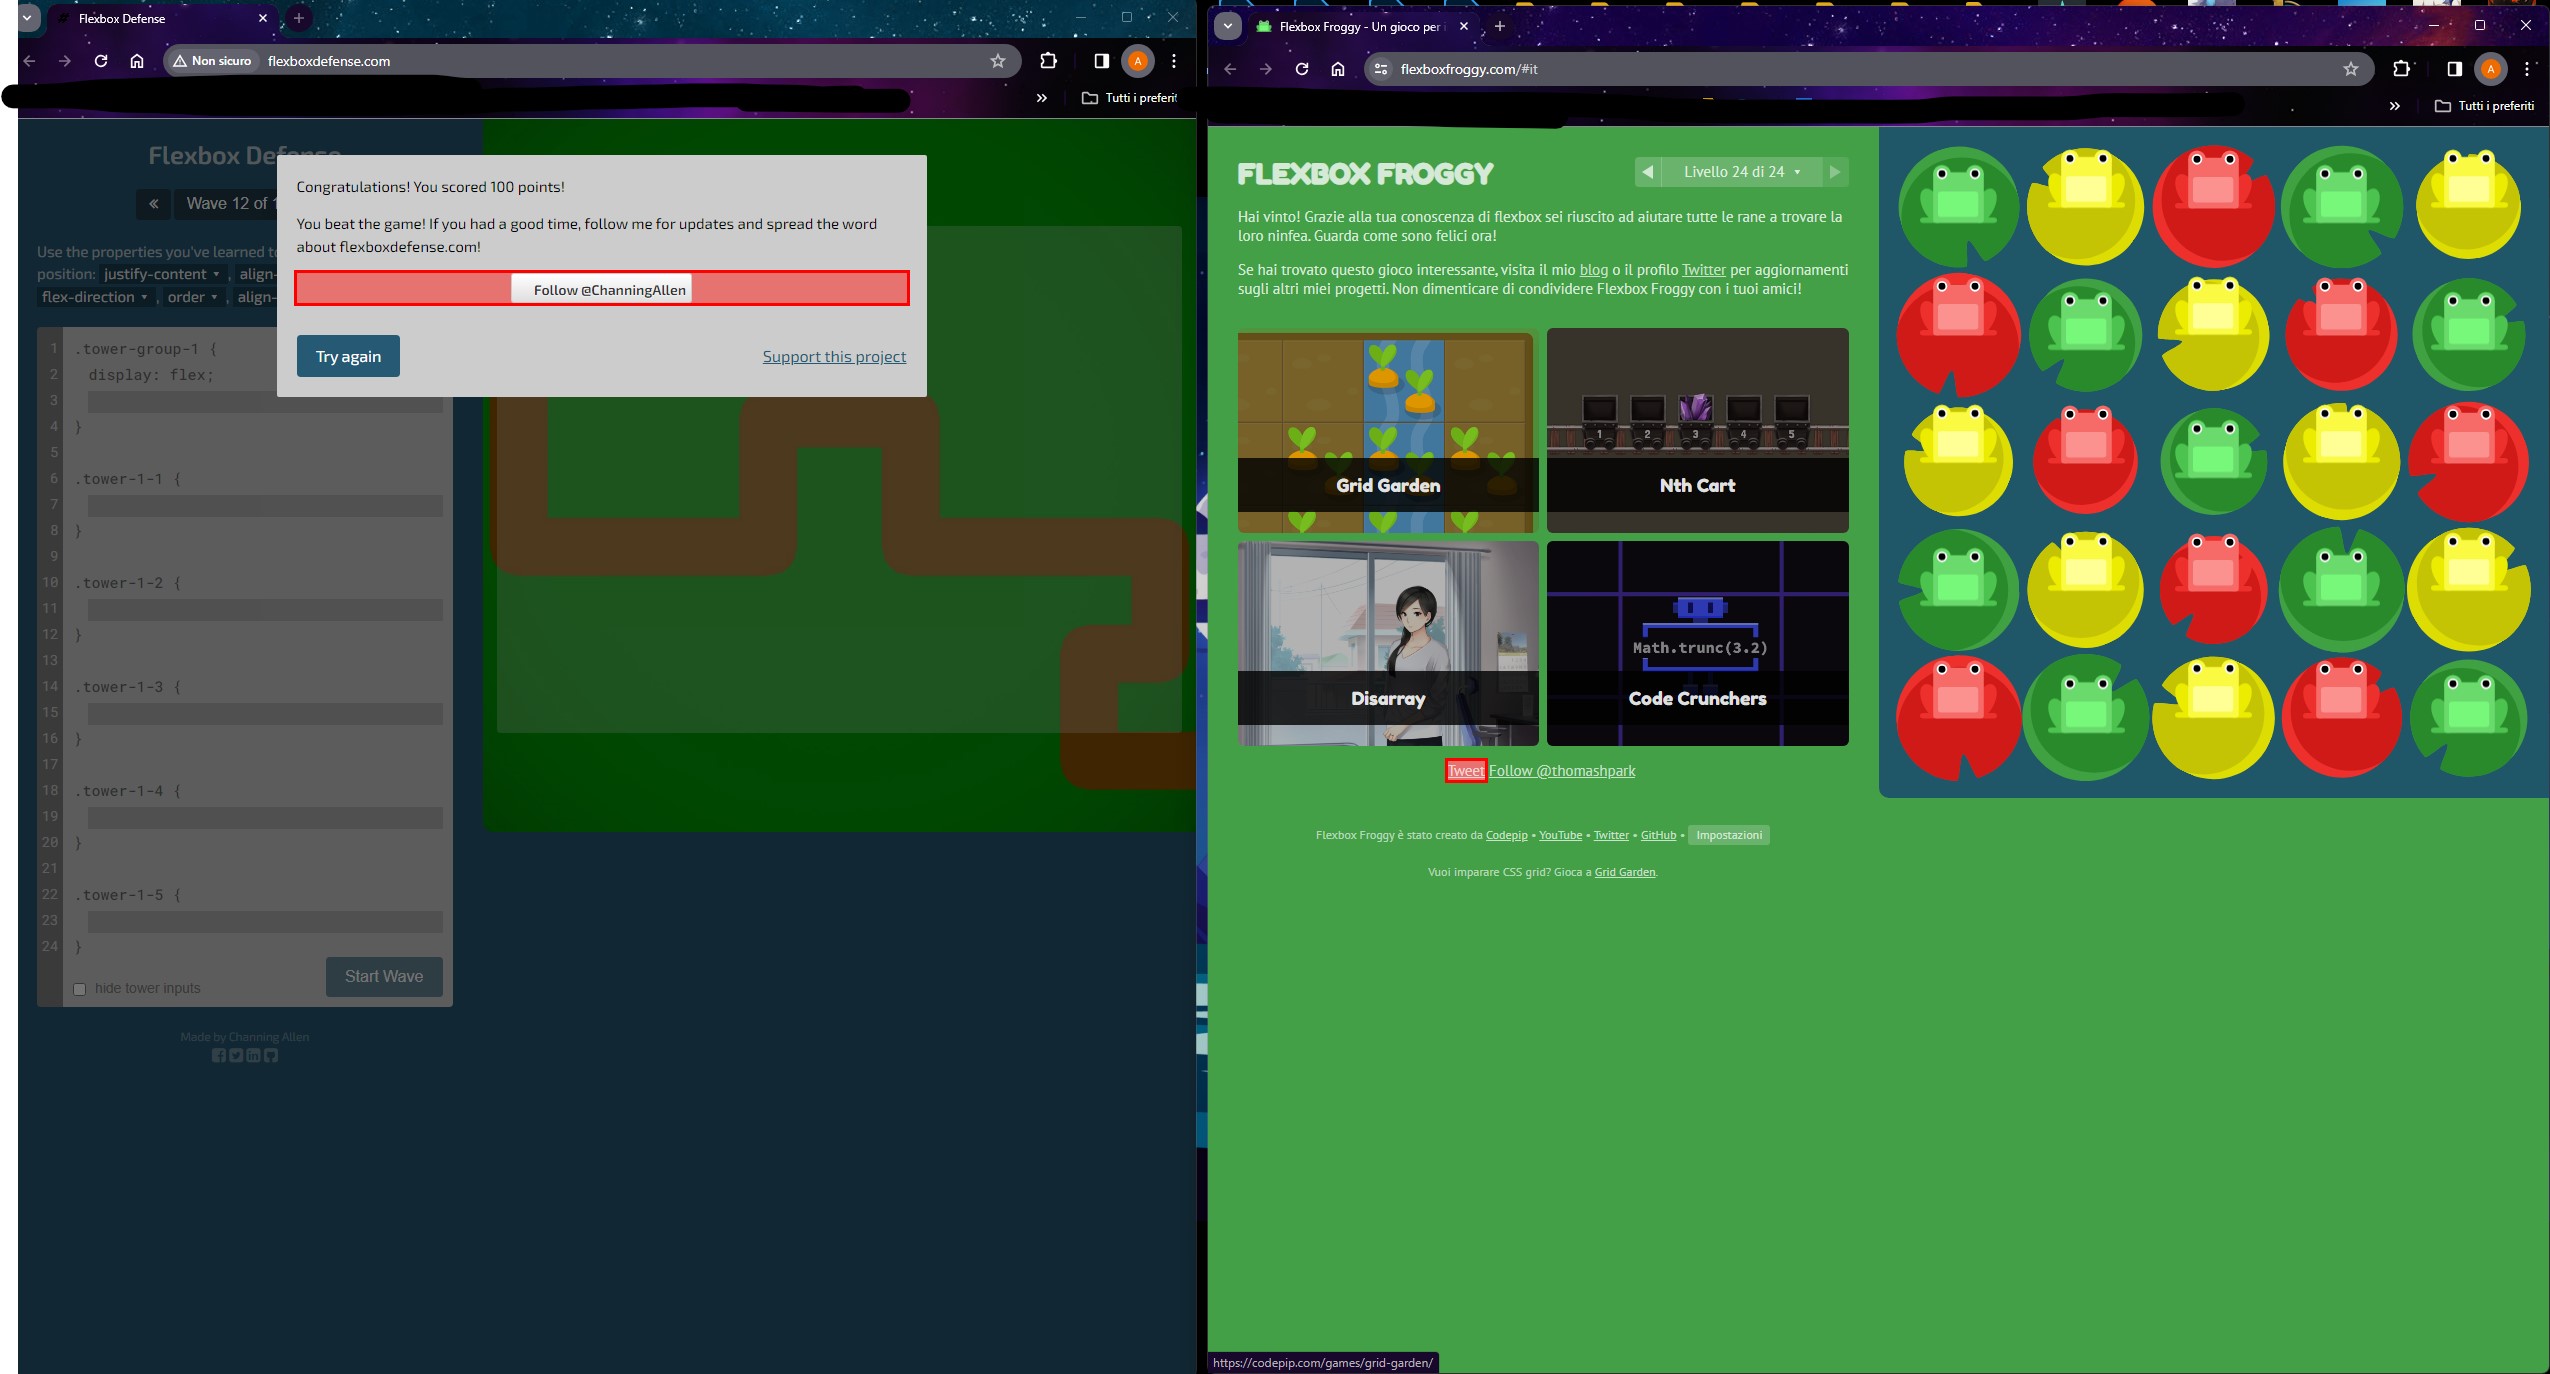 Flexbox Defense
Non sicuro
flexboxdefense.com
A
Tutti i preferit
Flexbox Defense
Wave 12 of 1
Use the properties you've learned to
position: justify-content , align-
flex-direction , order , align-
1 .tower-group-1 {
2 display: flex;
3
4 }
5
6 .tower-1-1 {
7
8 }
9
10 .tower-1-2 {
11
12 }
13
14 .tower-1-3 {
15
16 }
17
18 .tower-1-4 {
19
20 }
21
22 .tower-1-5 {
23
24 }
hide tower inputs
Start Wave
Made by Channing Allen
Congratulations! You scored 100 points!
You beat the game! If you had a good time, follow me for updates and spread the word
about flexboxdefense.com!
Follow @ChanningAllen
Try again
Support this project
Flexbox Froggy - Un gioco per i
flexboxfroggy.com/#it
A
Tutti i preferiti
FLEXBOX FROGGY
Livello 24 di 24
Hai vinto! Grazie alla tua conoscenza di flexbox sei riuscito ad aiutare tutte le rane a trovare la
loro ninfea. Guarda come sono felici ora!
Se hai trovato questo gioco interessante, visita il mio blog o il profilo Twitter per aggiornamenti
sugli altri miei progetti. Non dimenticare di condividere Flexbox Froggy con i tuoi amici!
Grid Garden
1 2 3 4 5
Nth Cart
Disarray
Math.trunc(3.2)
Code Crunchers
Tweet Follow @thomashpark
Flexbox Froggy è stato creato da Codepip • YouTube • Twitter • GitHub • Impostazioni
Vuoi imparare CSS grid? Gioca a Grid Garden.
https://codepip.com/games/grid-garden/